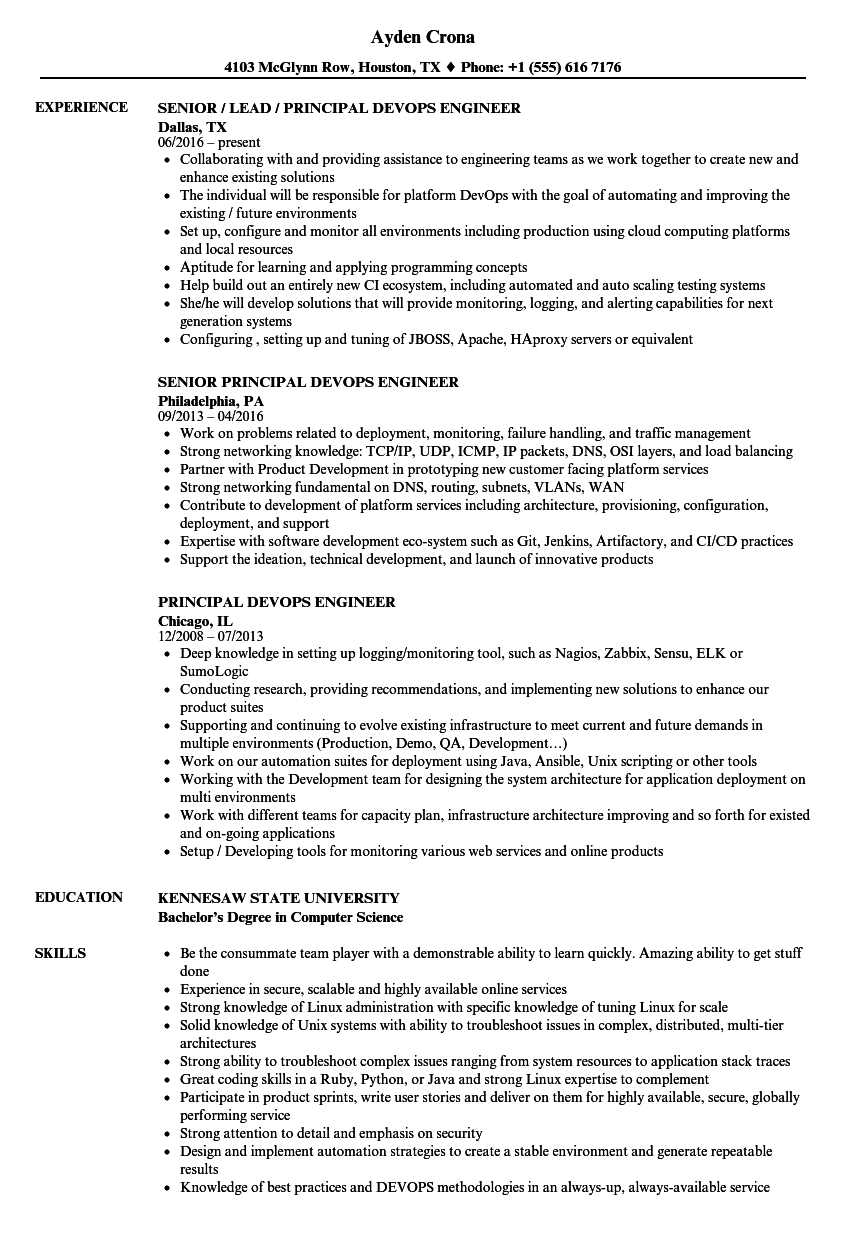 Ayden Crona
4103 McGlynn Row, Houston, TX ♦ Phone: +1 (555) 616 7176
EXPERIENCE
SENIOR / LEAD / PRINCIPAL DEVOPS ENGINEER
Dallas, TX
06/2016 – present
• Collaborating with and providing assistance to engineering teams as we work together to create new and
enhance existing solutions
• The individual will be responsible for platform DevOps with the goal of automating and improving the
existing / future environments
• Set up, configure and monitor all environments including production using cloud computing platforms
and local resources
• Aptitude for learning and applying programming concepts
• Help build out an entirely new CI ecosystem, including automated and auto scaling testing systems
• She/he will develop solutions that will provide monitoring, logging, and alerting capabilities for next
generation systems
• Configuring , setting up and tuning of JBOSS, Apache, HAproxy servers or equivalent
SENIOR PRINCIPAL DEVOPS ENGINEER
Philadelphia, PA
09/2013 – 04/2016
• Work on problems related to deployment, monitoring, failure handling, and traffic management
• Strong networking knowledge: TCP/IP, UDP, ICMP, IP packets, DNS, OSI layers, and load balancing
• Partner with Product Development in prototyping new customer facing platform services
• Strong networking fundamental on DNS, routing, subnets, VLANs, WAN
• Contribute to development of platform services including architecture, provisioning, configuration,
deployment, and support
• Expertise with software development eco-system such as Git, Jenkins, Artifactory, and CI/CD practices
• Support the ideation, technical development, and launch of innovative products
PRINCIPAL DEVOPS ENGINEER
Chicago, IL
12/2008 – 07/2013
• Deep knowledge in setting up logging/monitoring tool, such as Nagios, Zabbix, Sensu, ELK or
SumoLogic
• Conducting research, providing recommendations, and implementing new solutions to enhance our
product suites
• Supporting and continuing to evolve existing infrastructure to meet current and future demands in
multiple environments (Production, Demo, QA, Development…)
• Work on our automation suites for deployment using Java, Ansible, Unix scripting or other tools
• Working with the Development team for designing the system architecture for application deployment on
multi environments
• Work with different teams for capacity plan, infrastructure architecture improving and so forth for existed
and on-going applications
• Setup / Developing tools for monitoring various web services and online products
EDUCATION
KENNESAW STATE UNIVERSITY
Bachelor's Degree in Computer Science
SKILLS
• Be the consummate team player with a demonstrable ability to learn quickly. Amazing ability to get stuff
done
• Experience in secure, scalable and highly available online services
• Strong knowledge of Linux administration with specific knowledge of tuning Linux for scale
• Solid knowledge of Unix systems with ability to troubleshoot issues in complex, distributed, multi-tier
architectures
• Strong ability to troubleshoot complex issues ranging from system resources to application stack traces
• Great coding skills in a Ruby, Python, or Java and strong Linux expertise to complement
• Participate in product sprints, write user stories and deliver on them for highly available, secure, globally
performing service
• Strong attention to detail and emphasis on security
• Design and implement automation strategies to create a stable environment and generate repeatable
results
• Knowledge of best practices and DEVOPS methodologies in an always-up, always-available service